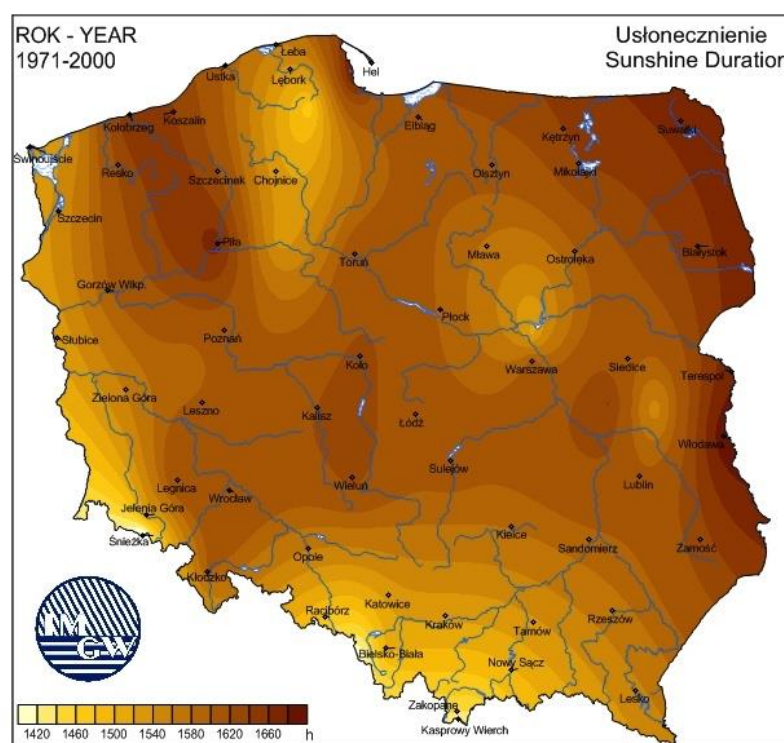 ROK - YEAR
1971-2000
Usłonecznienie
Sunshine Duration
Łeba
Hel
Ustka
Lębork
Koszalin
Kołobrzeg
Elbląg
Kętrzyn
Suwałki
Świnoujście
Resko
Szczecinek
Chojnice
Olsztyn
Mikołajki
Szczecin
Piła
Toruń
Mława
Ostrołęka
Białystok
Gorzów Wlkp.
Płock
Słubice
Poznań
Koło
Warszawa
Siedlce
Terespol
Zielona Góra
Leszno
Kalisz
Łódź
Włodawa
Sulejów
Legnica
Wrocław
Wieluń
Lublin
Jelenia Góra
Śnieżka
Opole
Kielce
Sandomierz
Zamość
Kłodzko
Racibórz
Katowice
Kraków
Tarnów
Rzeszów
Bielsko-Biała
Nowy Sącz
Lesko
Zakopane
Kasprowy Wierch
IM
GW
1420 1460 1500 1540 1580 1620 1660 h